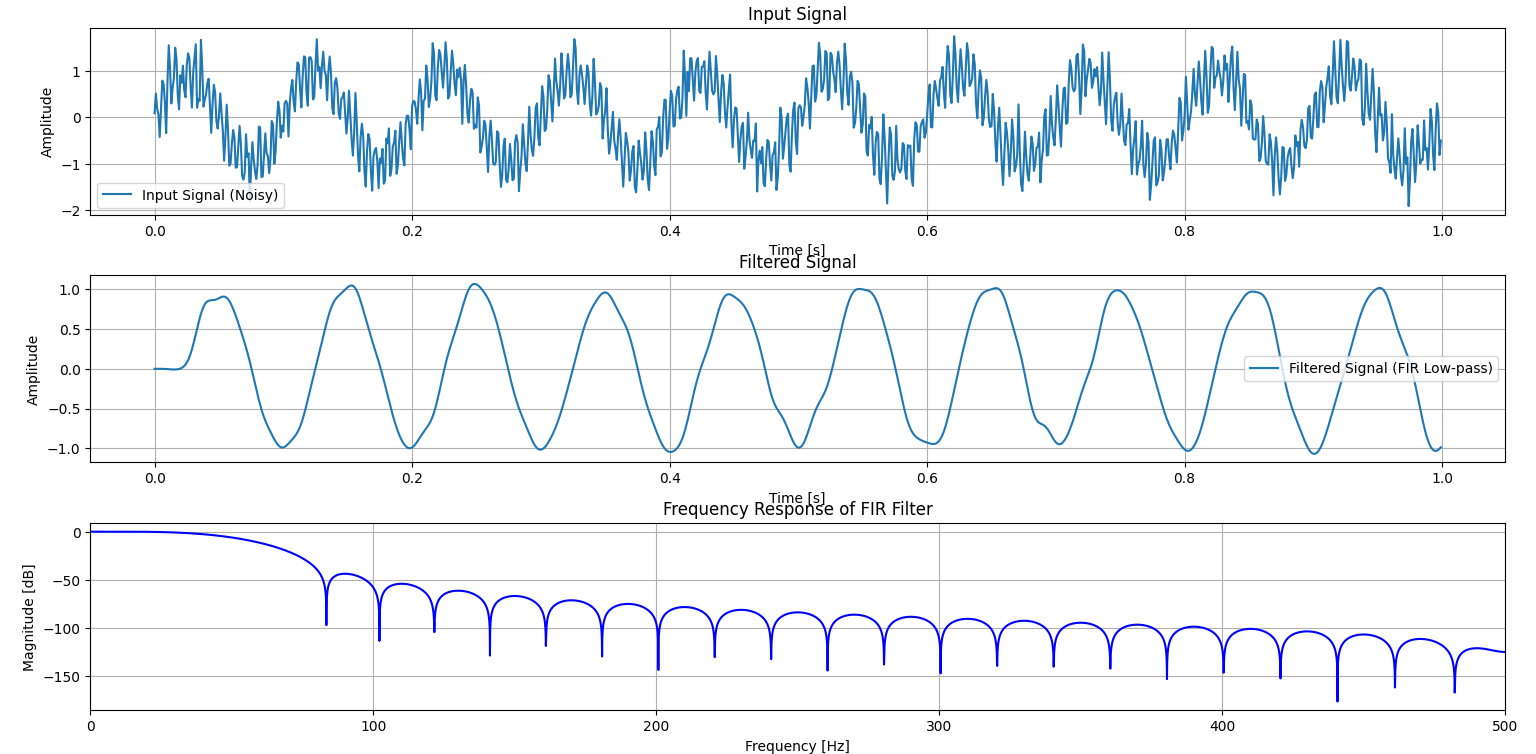 Input Signal
Amplitude
1
0
−1
−2
Input Signal (Noisy)
0.0 0.2 0.4 0.6 0.8 1.0
Time [s]
Filtered Signal
Amplitude
1.0
0.5
0.0
−0.5
−1.0
Filtered Signal (FIR Low-pass)
0.0 0.2 0.4 0.6 0.8 1.0
Time [s]
Frequency Response of FIR Filter
Magnitude [dB]
0
−50
−100
−150
0 100 200 300 400 500
Frequency [Hz]